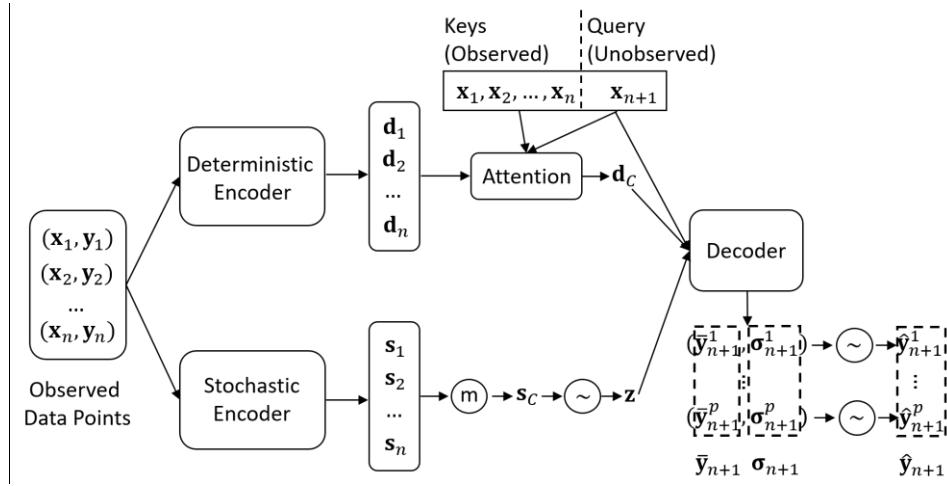 Keys
(Observed)
Query
(Unobserved)
𝐱₁, 𝐱₂, ..., 𝐱ₙ
𝐱ₙ₊₁
Deterministic
Encoder
𝐝₁
𝐝₂
...
𝐝ₙ
Attention
𝐝_C
Decoder
(𝐱₁, 𝐲₁)
(𝐱₂, 𝐲₂)
...
(𝐱ₙ, 𝐲ₙ)
Observed
Data Points
Stochastic
Encoder
𝐬₁
𝐬₂
...
𝐬ₙ
m
𝐬_C
~
𝐳
(ȳ¹ₙ₊₁, σ¹ₙ₊₁)
~
ŷ¹ₙ₊₁
⋮
⋮
(ȳᵖₙ₊₁, σᵖₙ₊₁)
~
ŷᵖₙ₊₁
ȳₙ₊₁
σₙ₊₁
ŷₙ₊₁